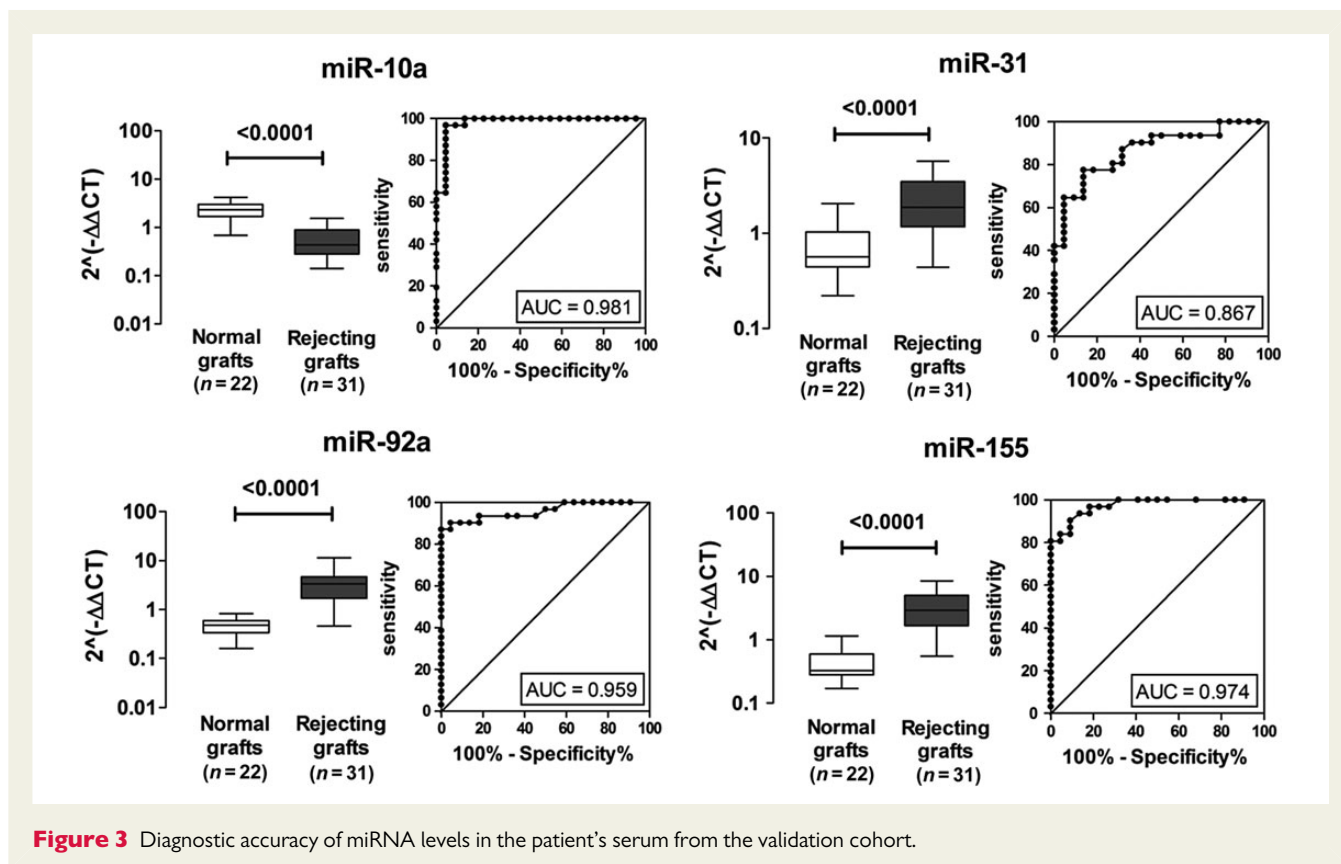 miR-10a
<0.0001
2^(-ΔΔCT)
100
10
1
0.1
0.01
Normal
grafts
(n = 22)
Rejecting
grafts
(n = 31)
sensitivity
100
80
60
40
20
0
AUC = 0.981
0 20 40 60 80 100
100% - Specificity%
miR-31
<0.0001
2^(-ΔΔCT)
10
1
0.1
Normal
grafts
(n = 22)
Rejecting
grafts
(n = 31)
sensitivity
100
80
60
40
20
0
AUC = 0.867
0 20 40 60 80 100
100% - Specificity%
miR-92a
<0.0001
2^(-ΔΔCT)
100
10
1
0.1
0.01
Normal
grafts
(n = 22)
Rejecting
grafts
(n = 31)
sensitivity
100
80
60
40
20
0
AUC = 0.959
0 20 40 60 80 100
100% - Specificity%
miR-155
<0.0001
2^(-ΔΔCT)
100
10
1
0.1
Normal
grafts
(n = 22)
Rejecting
grafts
(n = 31)
sensitivity
100
80
60
40
20
0
AUC = 0.974
0 20 40 60 80 100
100% - Specificity%
Figure 3 Diagnostic accuracy of miRNA levels in the patient's serum from the validation cohort.